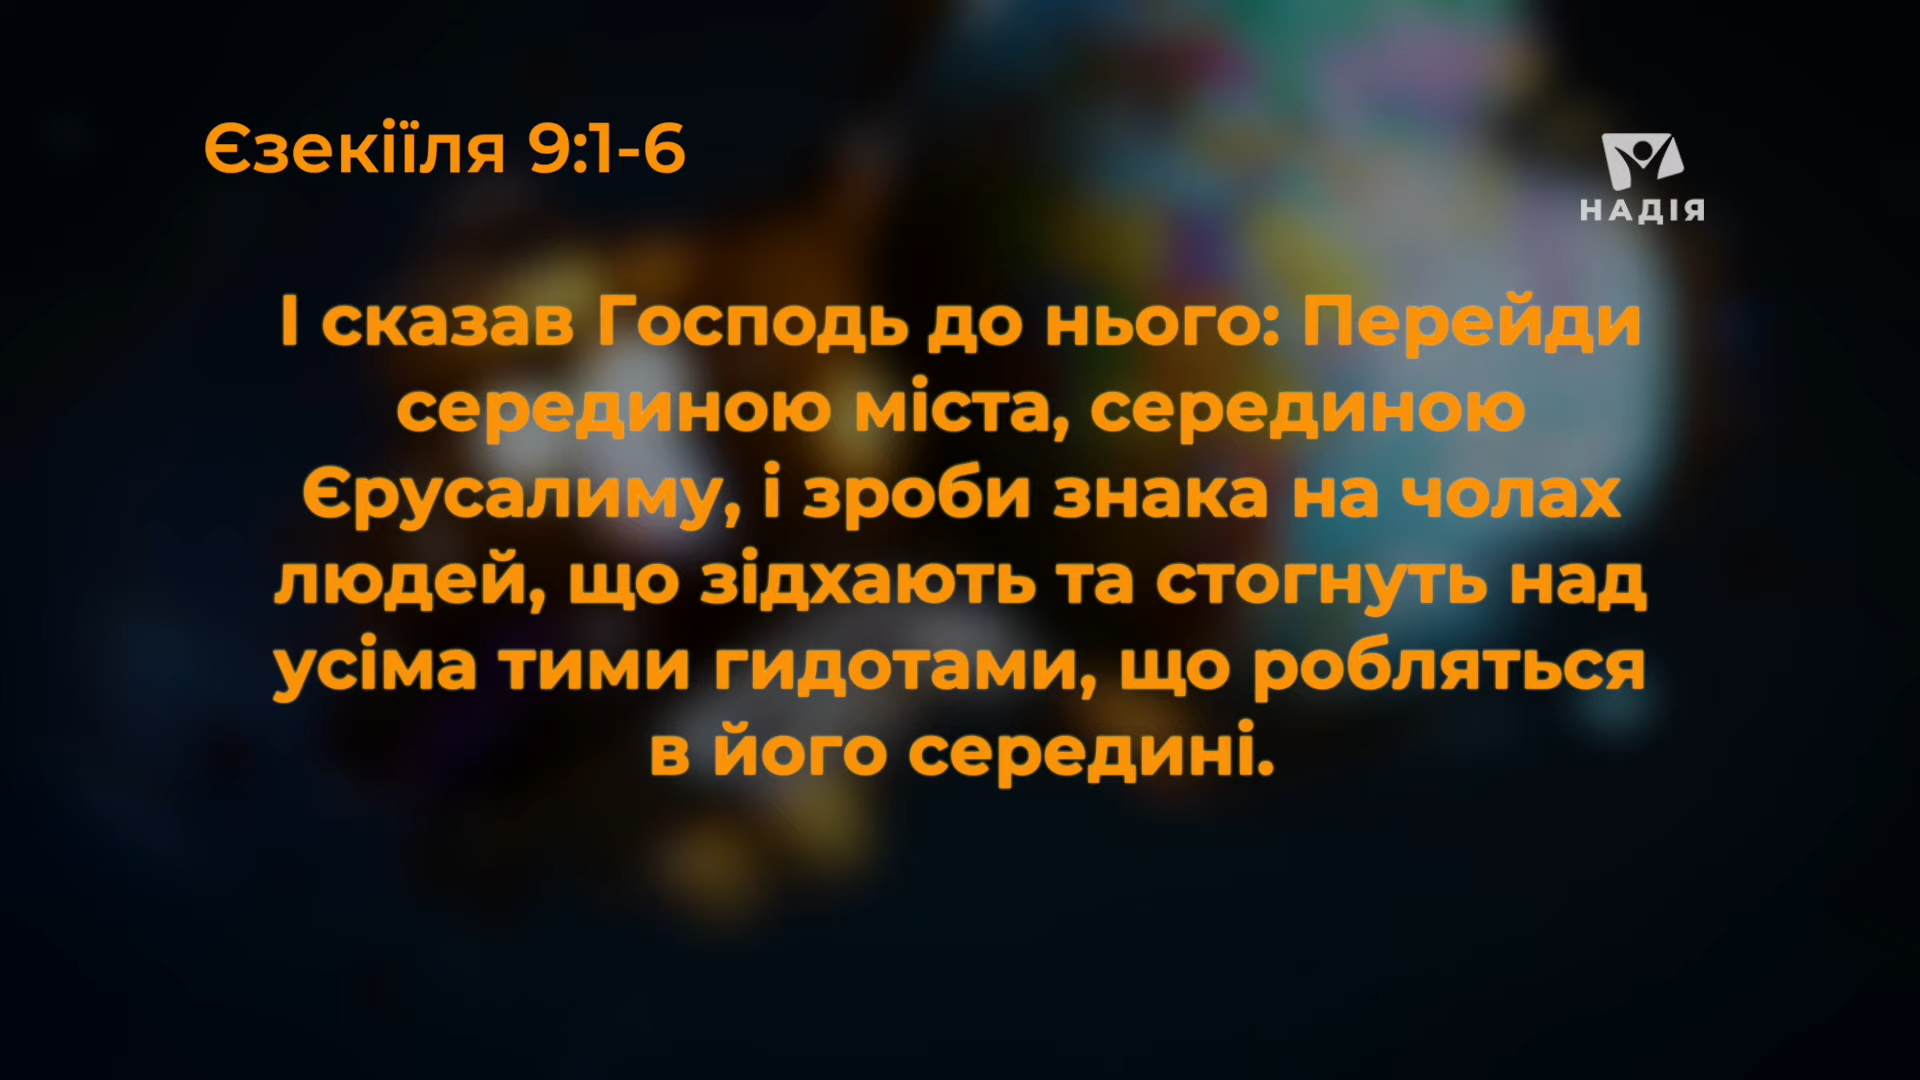 Єзекіїля 9:1-6
НАДІЯ
І сказав Господь до нього: Перейди
серединою міста, серединою
Єрусалиму, і зроби знака на чолах
людей, що зідхають та стогнуть над
усіма тими гидотами, що робляться
в його середині.